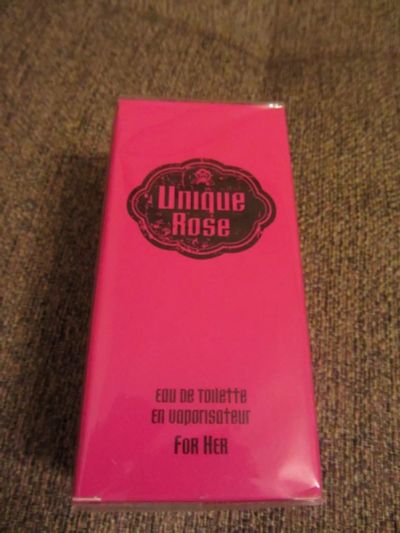 Unique
Rose
Eau de Toilette
en vaporisateur
For Her